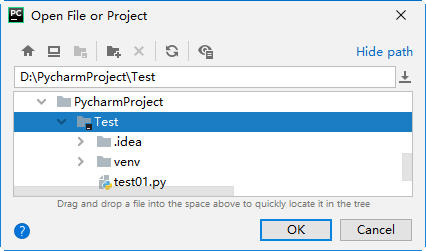 PC
Open File or Project
Hide path
D:\PycharmProject\Test
PycharmProject
Test
.idea
venv
test01.py
Drag and drop a file into the space above to quickly locate it in the tree
?
OK
Cancel